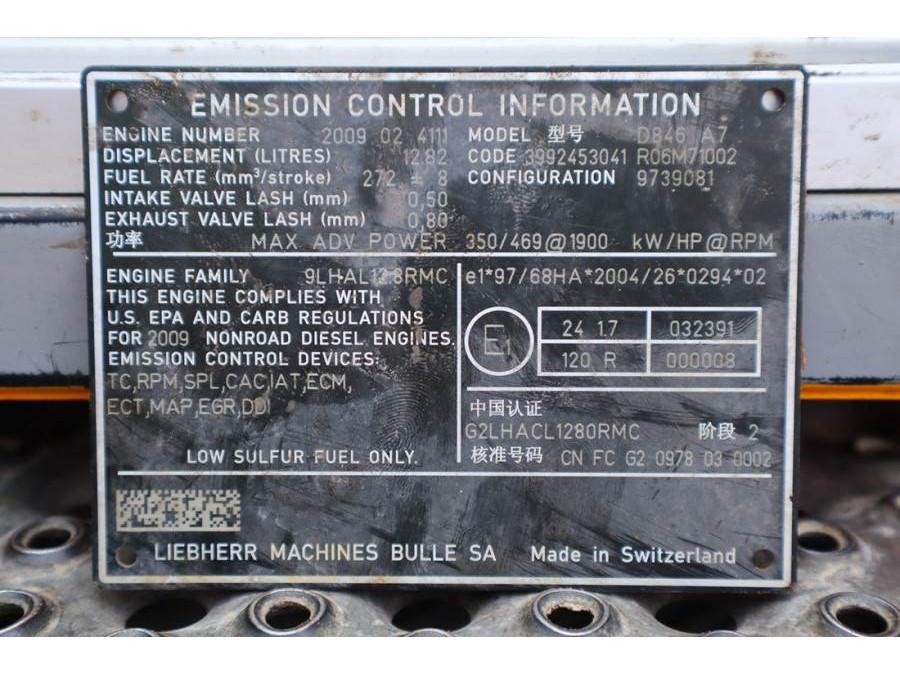 EMISSION CONTROL INFORMATION
ENGINE NUMBER 2009 02 4111
MODEL 型号 D846 A7
DISPLACEMENT (LITRES) 12.82
CODE 3992453041 R06M71002
FUEL RATE (mm³/stroke) 272 ± 8
CONFIGURATION 9739081
INTAKE VALVE LASH (mm) 0,50
EXHAUST VALVE LASH (mm) 0,80
功率 MAX ADV POWER 350/469@1900 kW/HP@RPM
ENGINE FAMILY 9LHAL12.8RMC
THIS ENGINE COMPLIES WITH
U.S. EPA AND CARB REGULATIONS
FOR 2009 NONROAD DIESEL ENGINES.
EMISSION CONTROL DEVICES:
TC,RPM,SPL,CAC,IAT,ECM,
ECT,MAP,EGR,DDI
LOW SULFUR FUEL ONLY.
e1*97/68HA*2004/26*0294*02
E1
24 1.7 032391
120 R 000008
中国认证
G2LHACL1280RMC 阶段 2
核准号码 CN FC G2 0978 03 0002
LIEBHERR MACHINES BULLE SA Made in Switzerland